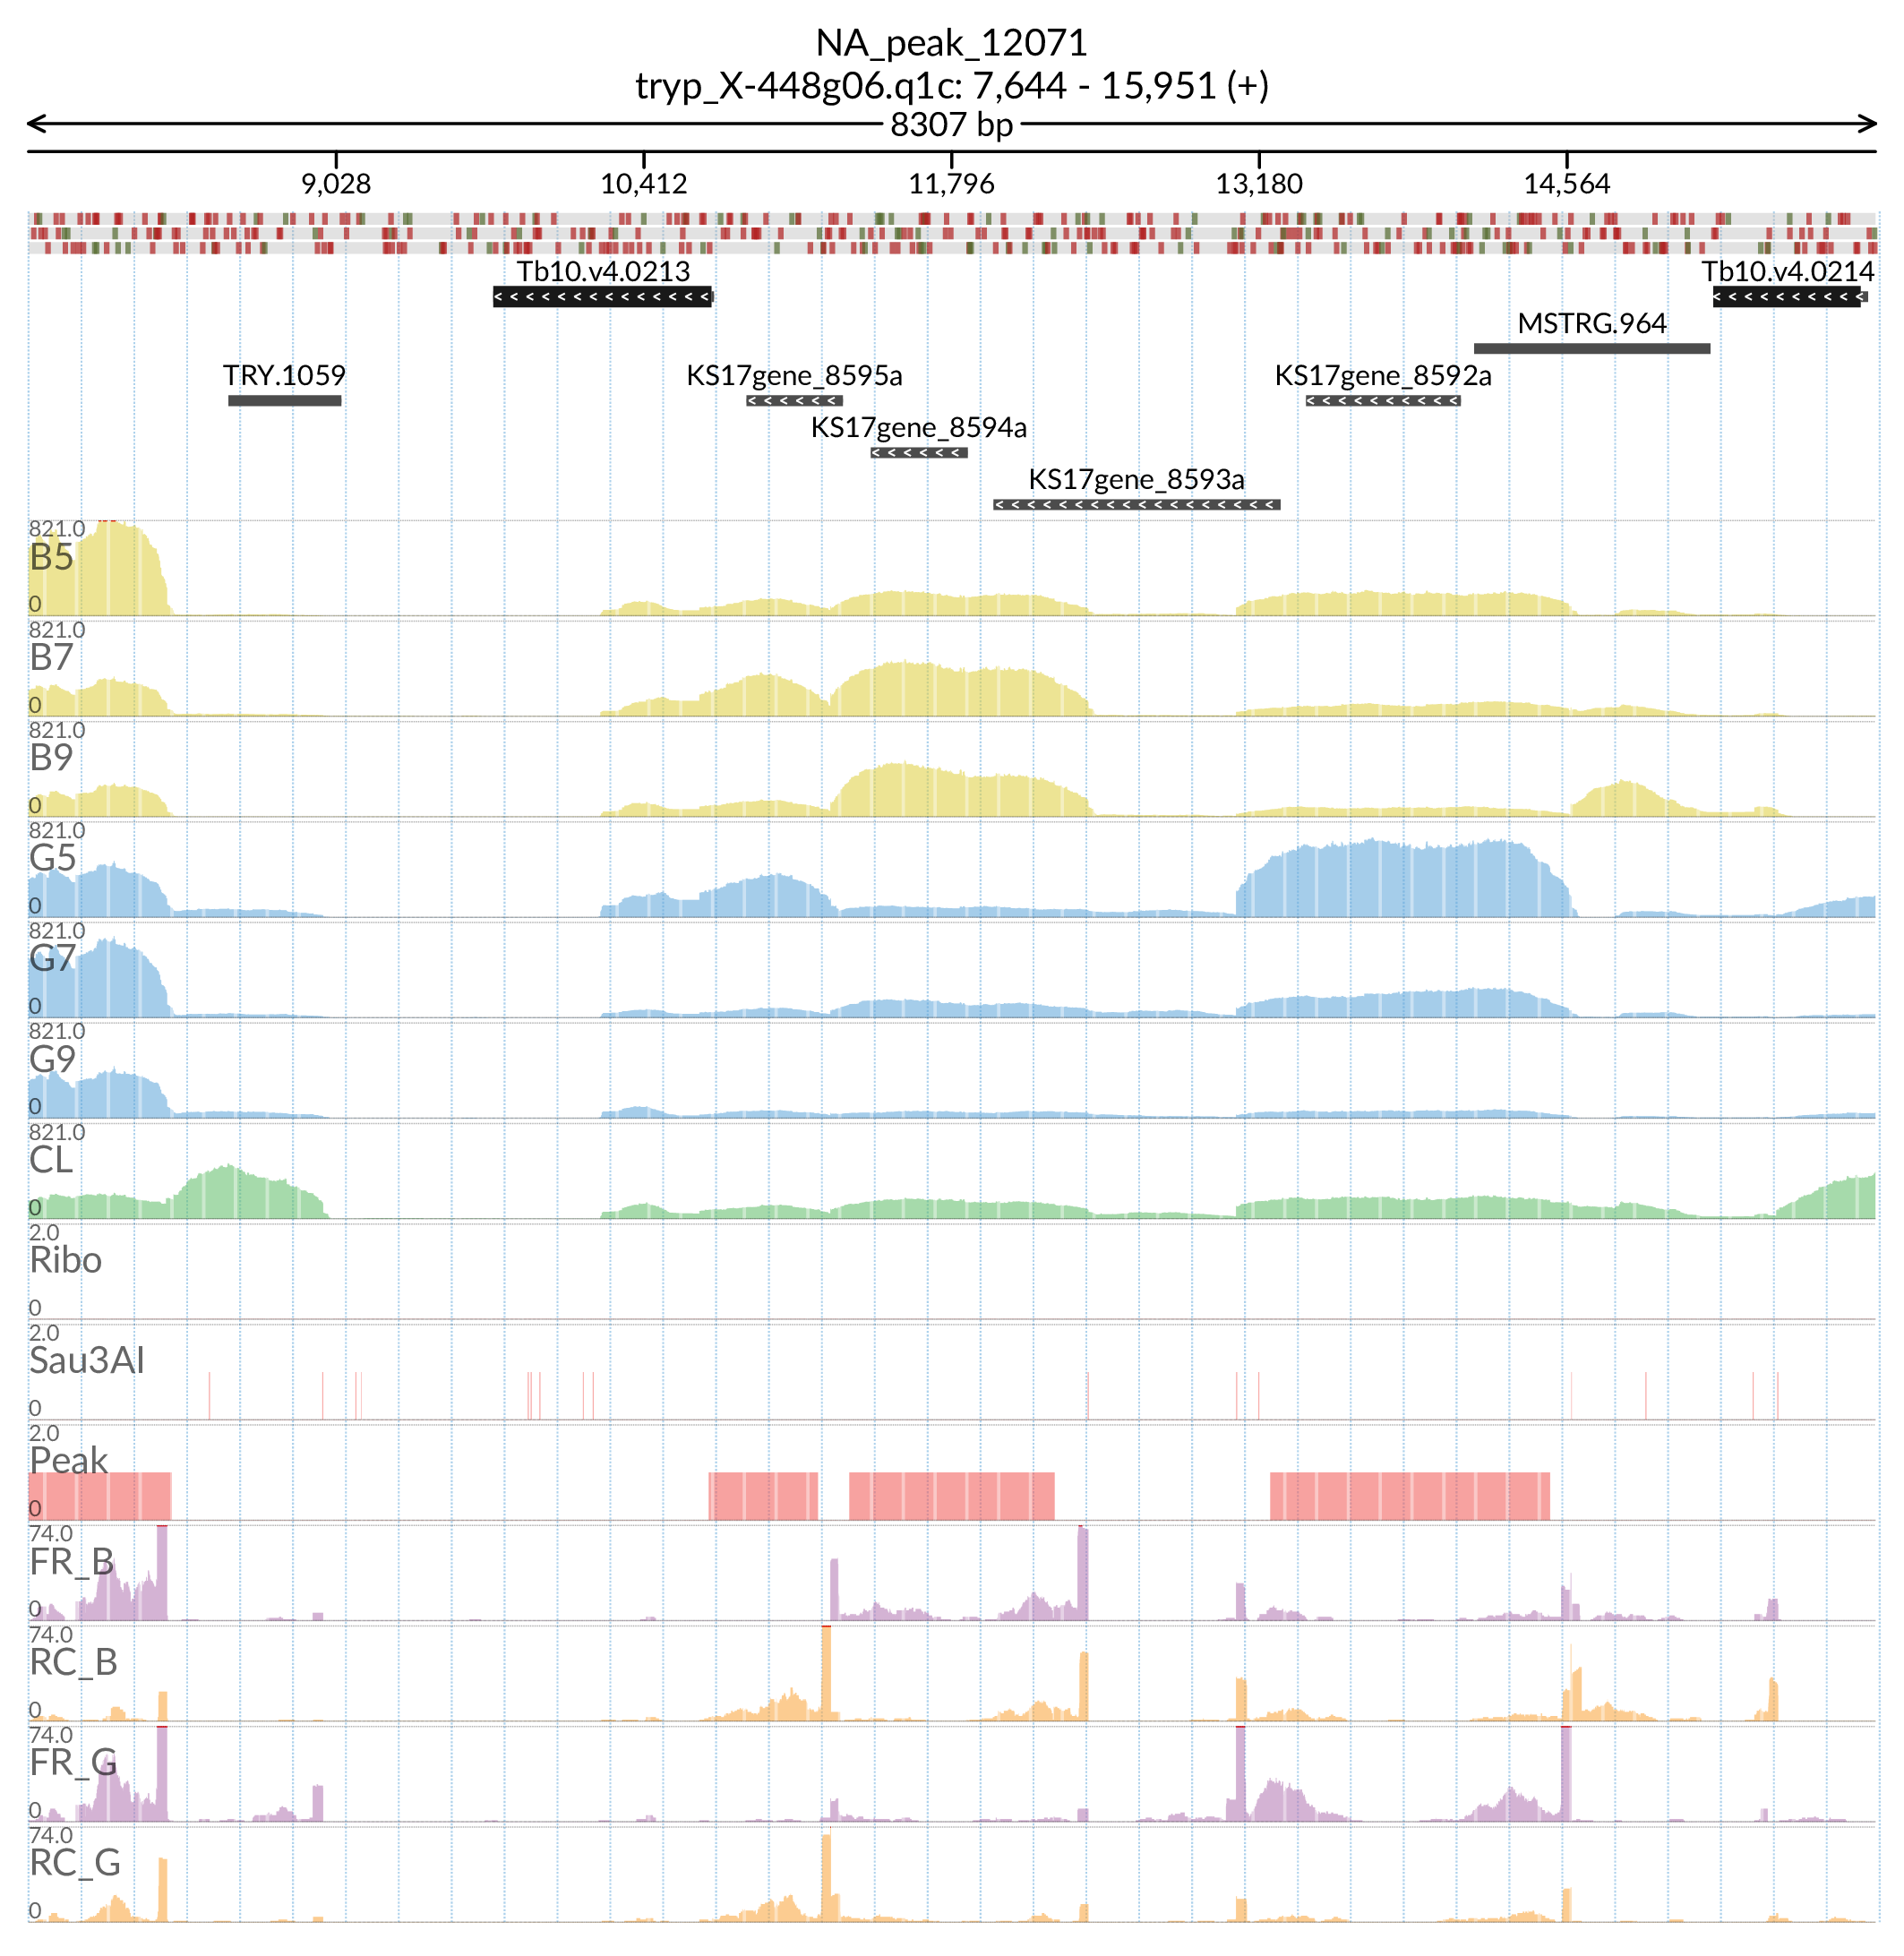 NA_peak_12071
tryp_X-448g06.q1c: 7,644 - 15,951 (+)
8307 bp
9,028 10,412 11,796 13,180 14,564
Tb10.v4.0213 Tb10.v4.0214
MSTRG.964
TRY.1059 KS17gene_8595a KS17gene_8592a
KS17gene_8594a
KS17gene_8593a
821.0
B5
0
821.0
B7
0
821.0
B9
0
821.0
G5
0
821.0
G7
0
821.0
G9
0
821.0
CL
0
2.0
Ribo
0
2.0
Sau3AI
0
2.0
Peak
0
74.0
FR_B
0
74.0
RC_B
0
74.0
FR_G
0
74.0
RC_G
0